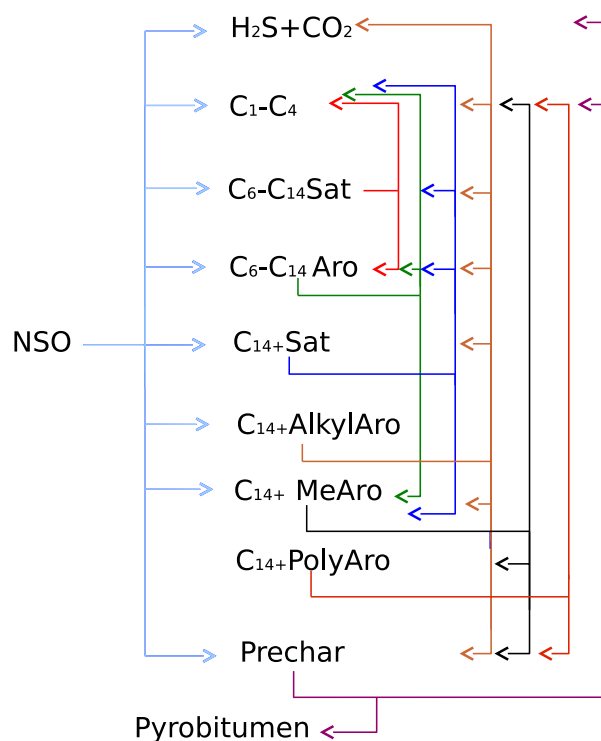 H₂S+CO₂
C₁-C₄
C₆-C₁₄Sat
C₆-C₁₄ Aro
NSO
C₁₄₊Sat
C₁₄₊AlkylAro
C₁₄₊ MeAro
C₁₄₊PolyAro
Prechar
Pyrobitumen